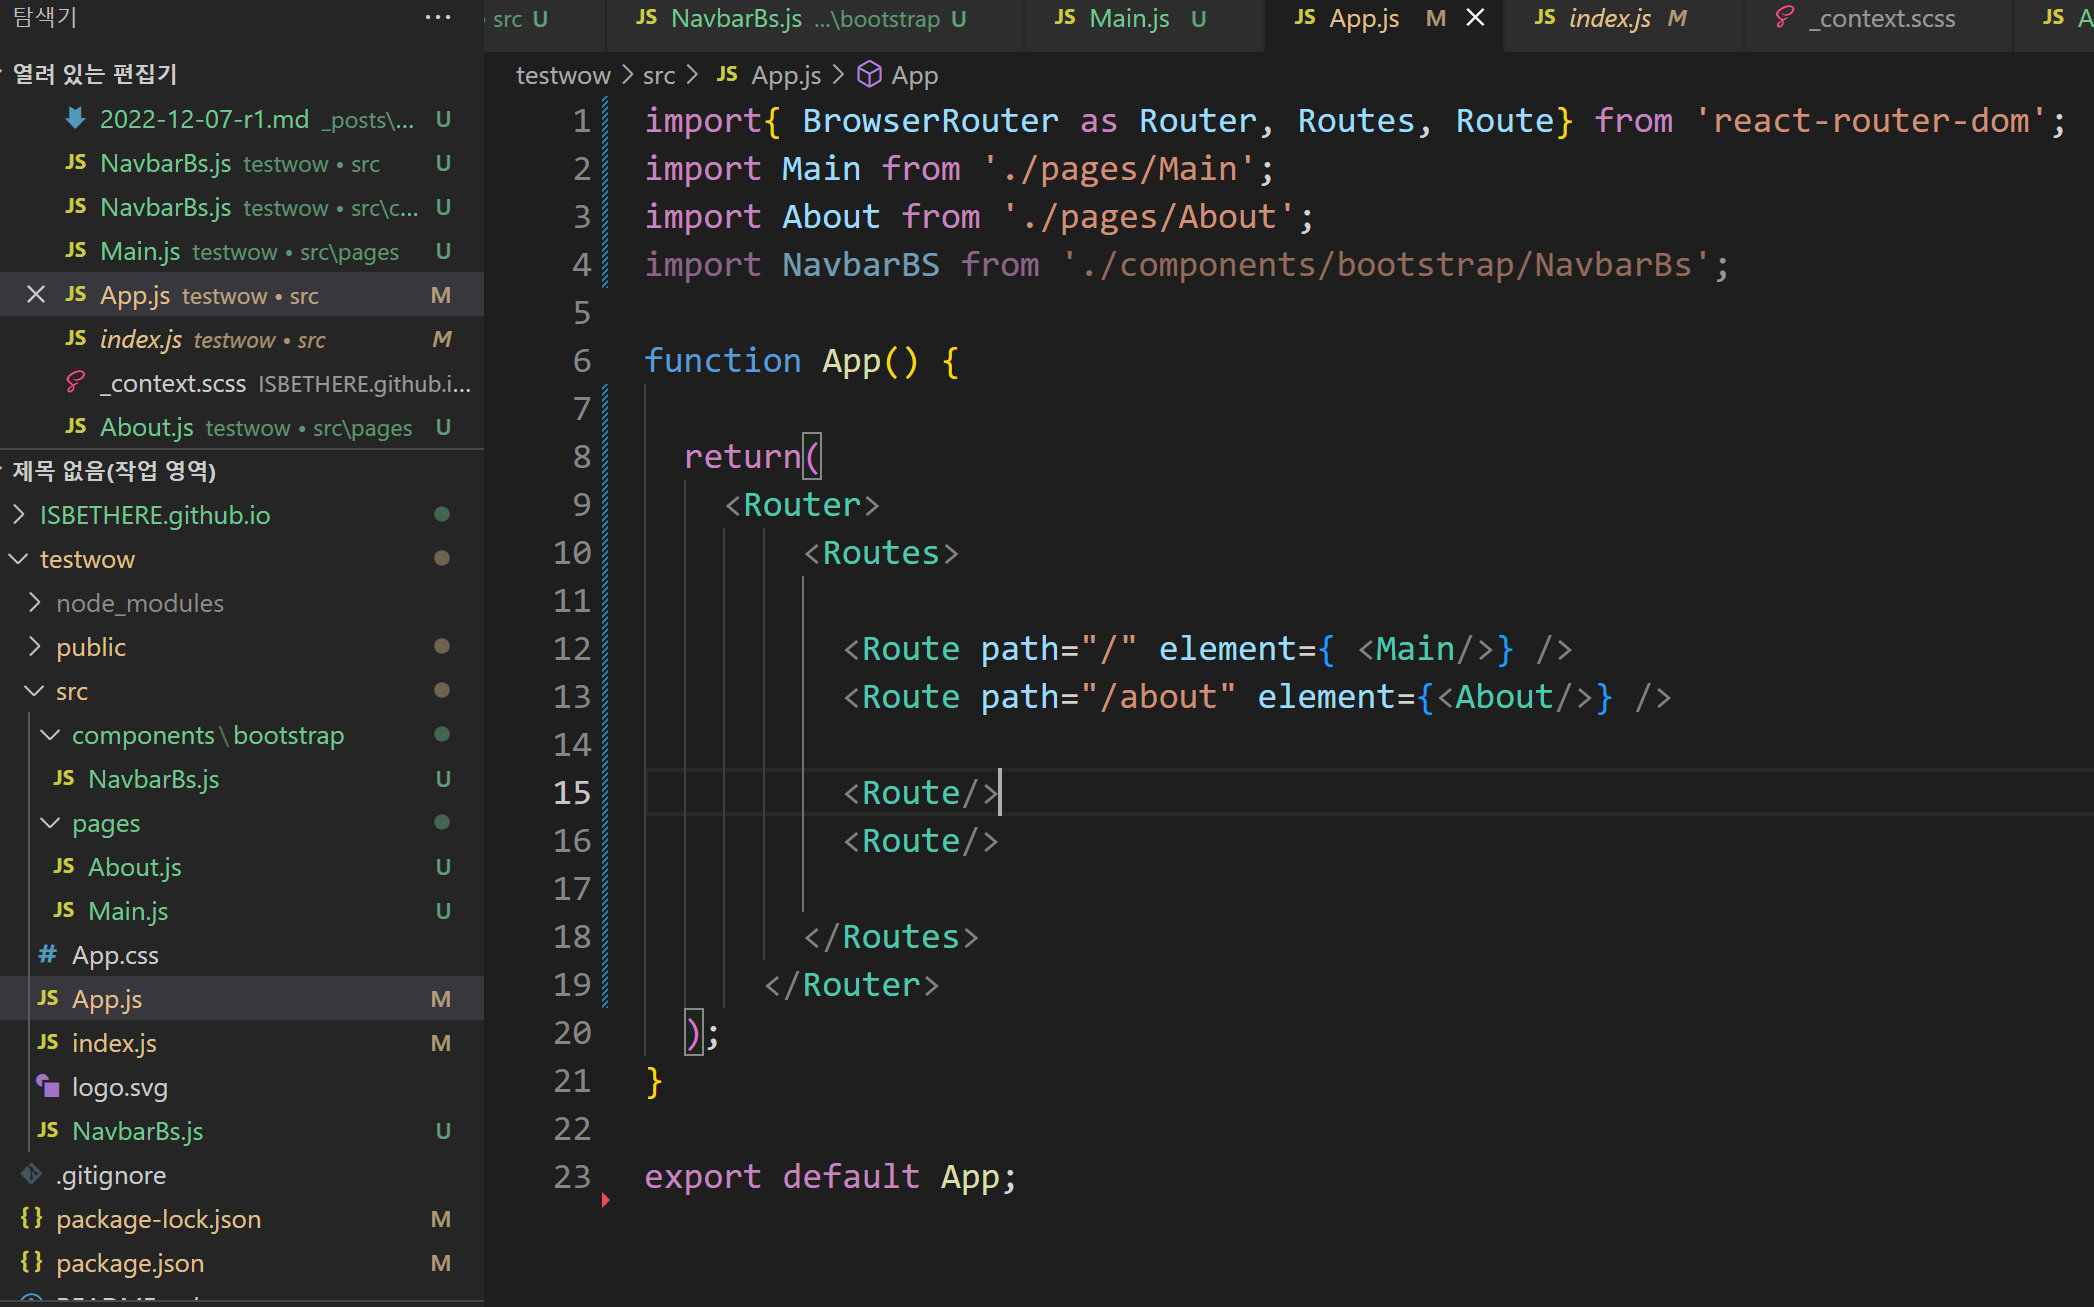 탐색기 ...
열려 있는 편집기
2022-12-07-r1.md _posts\... U
JS NavbarBs.js testwow • src U
JS NavbarBs.js testwow • src\c... U
JS Main.js testwow • src\pages U
JS App.js testwow • src M
JS index.js testwow • src M
_context.scss ISBETHERE.github.i...
JS About.js testwow • src\pages U
제목 없음(작업 영역)
ISBETHERE.github.io
testwow
node_modules
public
src
components\bootstrap
JS NavbarBs.js U
pages
JS About.js U
JS Main.js U
# App.css
JS App.js M
JS index.js M
logo.svg
JS NavbarBs.js U
.gitignore
{} package-lock.json M
{} package.json M
src U JS NavbarBs.js ...\bootstrap U JS Main.js U JS App.js M JS index.js M _context.scss JS A
testwow > src > JS App.js > App
1 import{ BrowserRouter as Router, Routes, Route} from 'react-router-dom';
2 import Main from './pages/Main';
3 import About from './pages/About';
4 import NavbarBS from './components/bootstrap/NavbarBs';
5
6 function App() {
7
8 return(
9 <Router>
10 <Routes>
11
12 <Route path="/" element={ <Main/>} />
13 <Route path="/about" element={<About/>} />
14
15 <Route/>
16 <Route/>
17
18 </Routes>
19 </Router>
20 );
21 }
22
23 export default App;